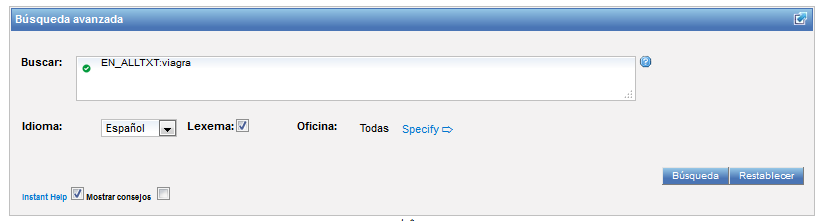 Búsqueda avanzada
Buscar: EN_ALLTXT:viagra
Idioma: Español Lexema: Oficina: Todas Specify ⇨
Búsqueda Restablecer
Instant Help Mostrar consejos